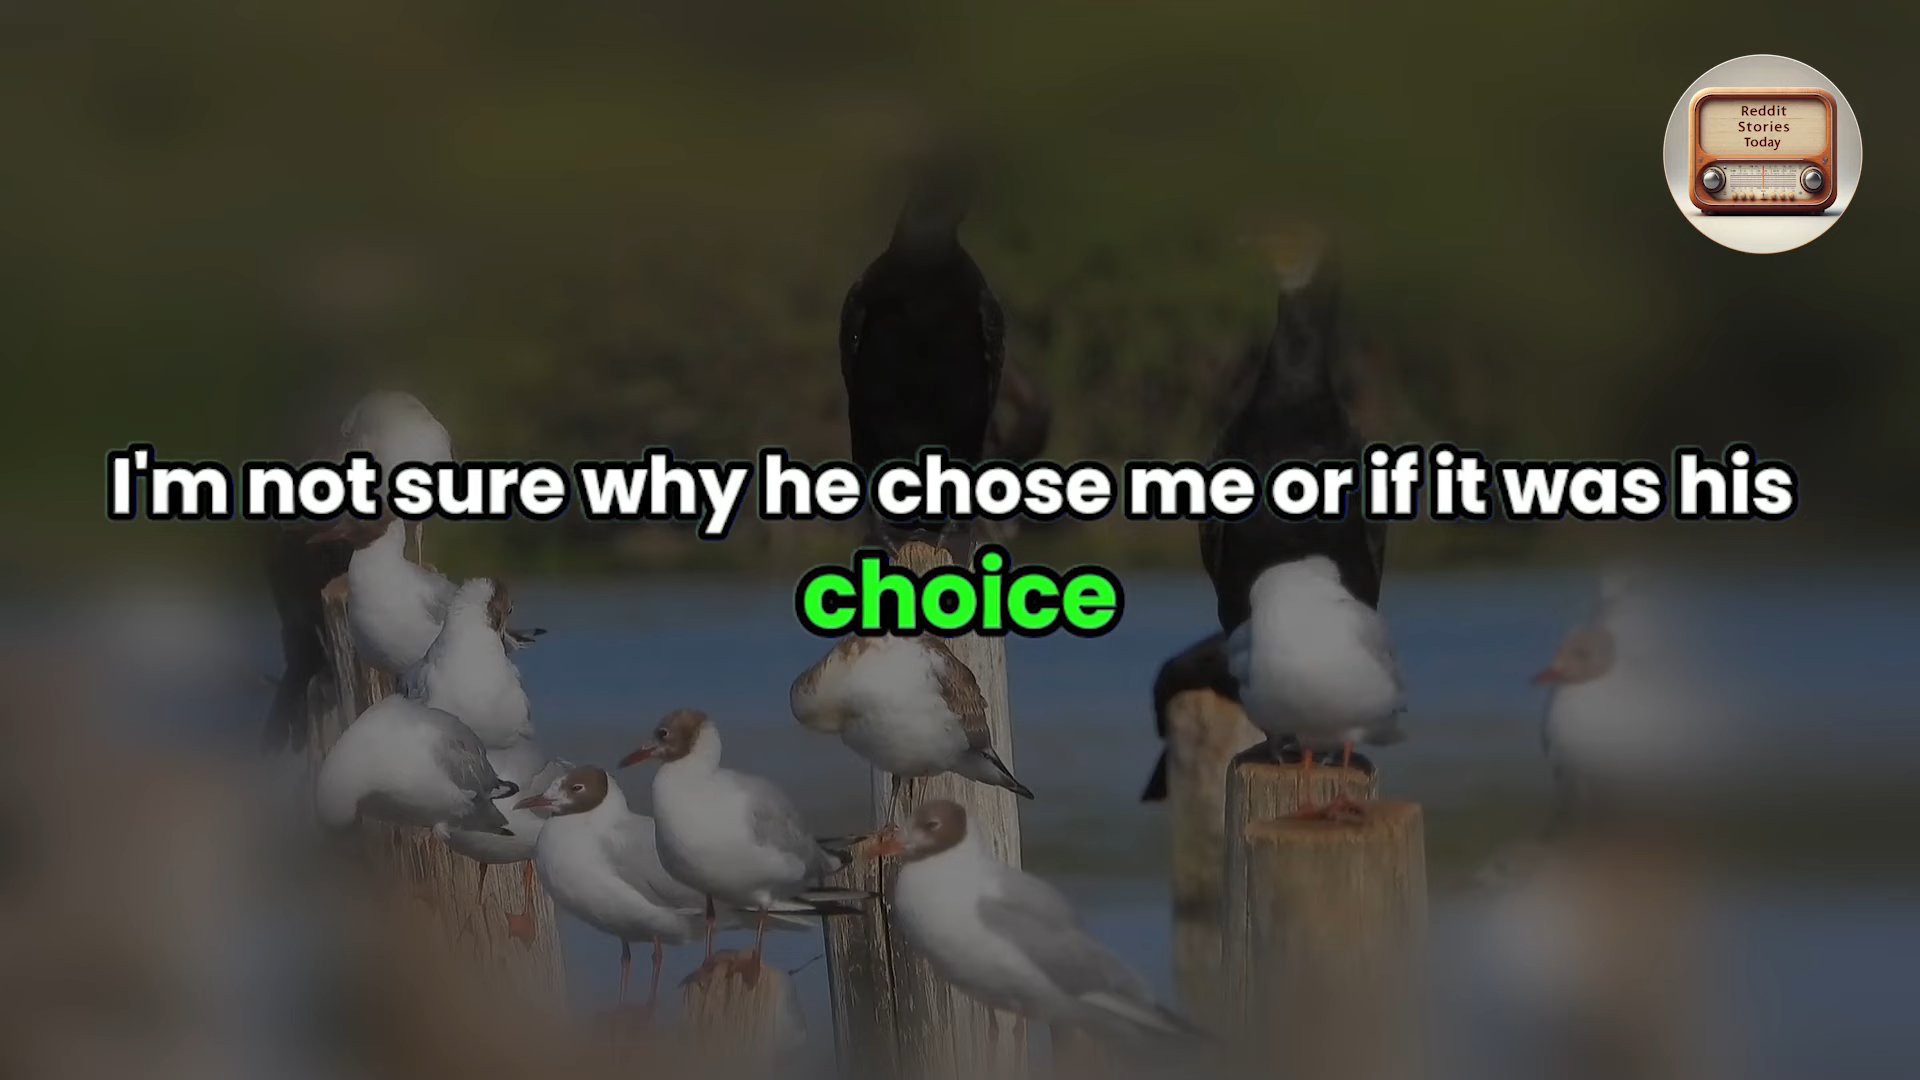 Reddit
Stories
Today
I'm not sure why he chose me or if it was his
choice